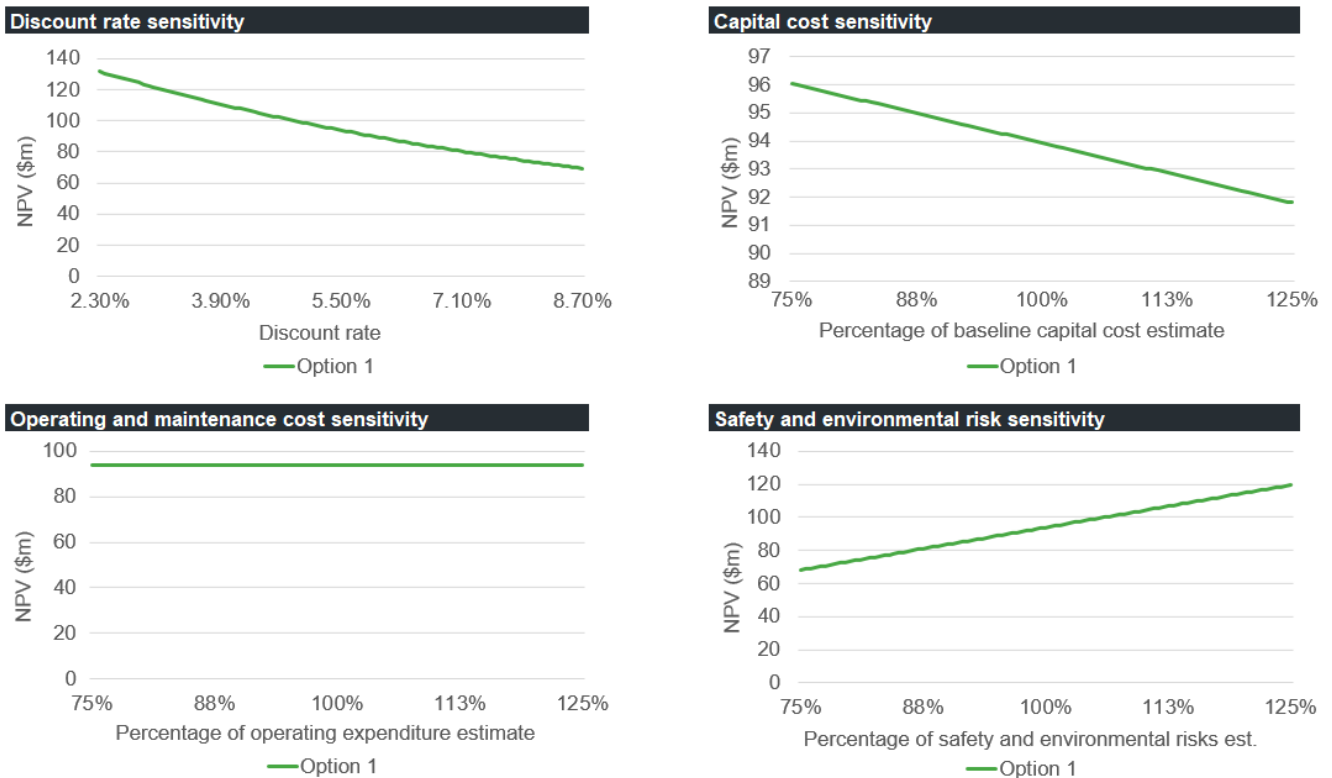 Discount rate sensitivity
140
120
100
80
60
40
20
0
NPV ($m)
2.30% 3.90% 5.50% 7.10% 8.70%
Discount rate
Option 1
Capital cost sensitivity
97
96
95
94
93
92
91
90
89
NPV ($m)
75% 88% 100% 113% 125%
Percentage of baseline capital cost estimate
Option 1
Operating and maintenance cost sensitivity
100
80
60
40
20
0
NPV ($m)
75% 88% 100% 113% 125%
Percentage of operating expenditure estimate
Option 1
Safety and environmental risk sensitivity
140
120
100
80
60
40
20
0
NPV ($m)
75% 88% 100% 113% 125%
Percentage of safety and environmental risks est.
Option 1